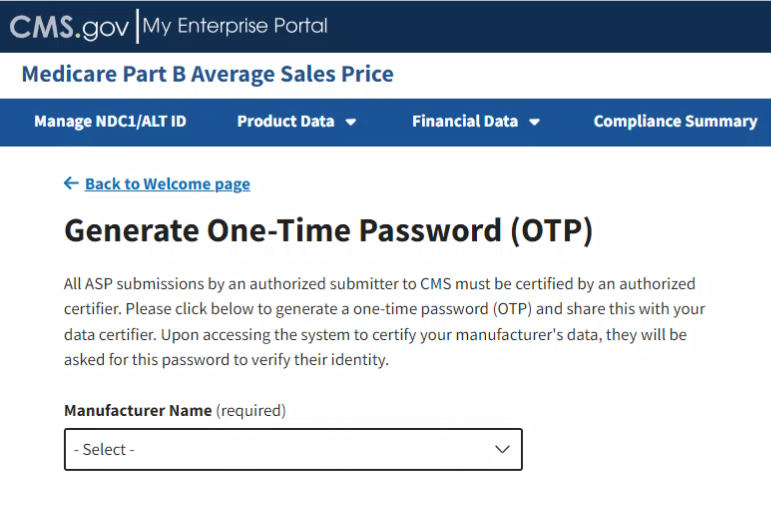 CMS.gov | My Enterprise Portal
Medicare Part B Average Sales Price
Manage NDC1/ALT ID Product Data Financial Data Compliance Summary
Back to Welcome page
Generate One-Time Password (OTP)
All ASP submissions by an authorized submitter to CMS must be certified by an authorized
certifier. Please click below to generate a one-time password (OTP) and share this with your
data certifier. Upon accessing the system to certify your manufacturer's data, they will be
asked for this password to verify their identity.
Manufacturer Name (required)
- Select -